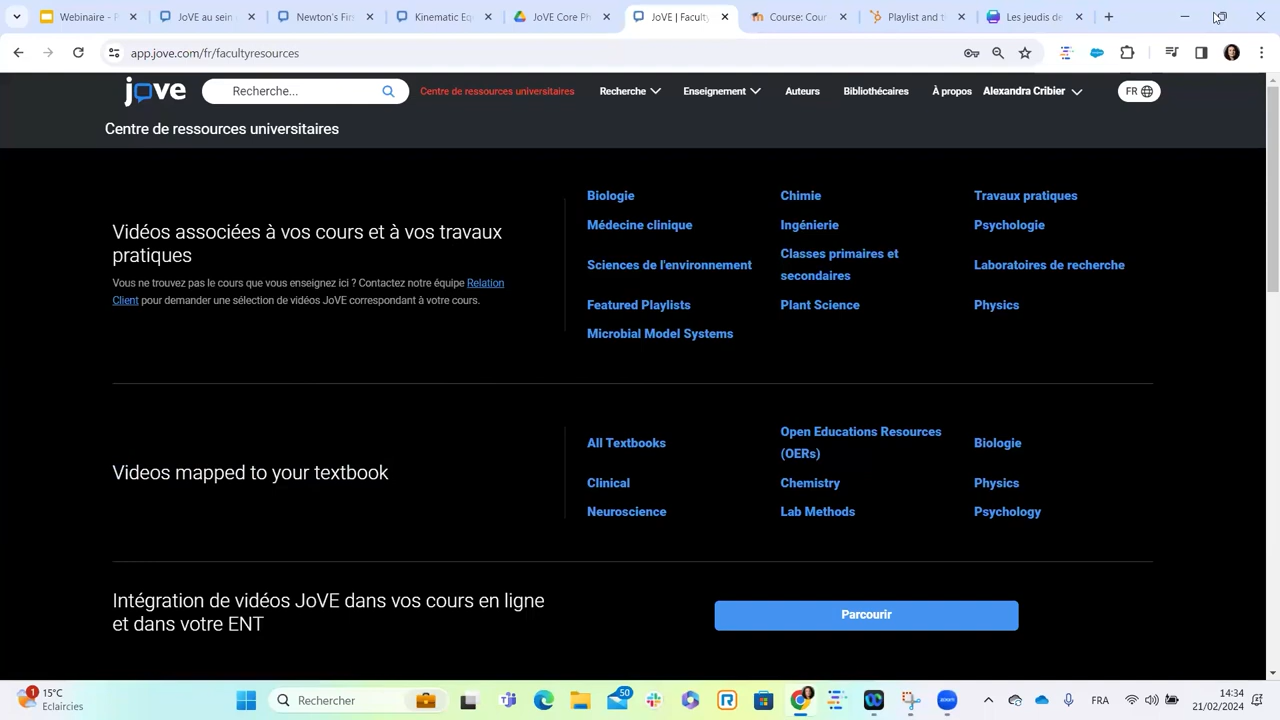 Webinaire - P
JoVE au sein
Newton's Firs
Kinematic Eq
JoVE Core Ph
JoVE | Faculty
Course: Cour
Playlist and t
Les jeudis de
app.jove.com/fr/facultyresources
jove
Recherche...
Centre de ressources universitaires
Recherche
Enseignement
Auteurs
Bibliothécaires
À propos
Alexandra Cribier
FR
Centre de ressources universitaires
Vidéos associées à vos cours et à vos travaux
pratiques
Vous ne trouvez pas le cours que vous enseignez ici ? Contactez notre équipe Relation
Client pour demander une sélection de vidéos JoVE correspondant à votre cours.
Biologie
Chimie
Travaux pratiques
Médecine clinique
Ingénierie
Psychologie
Sciences de l'environnement
Classes primaires et
secondaires
Laboratoires de recherche
Featured Playlists
Plant Science
Physics
Microbial Model Systems
Videos mapped to your textbook
All Textbooks
Open Educations Resources
(OERs)
Biologie
Clinical
Chemistry
Physics
Neuroscience
Lab Methods
Psychology
Intégration de vidéos JoVE dans vos cours en ligne
et dans votre ENT
Parcourir
1
15°C
Eclaircies
Rechercher
50
FRA
14:34
21/02/2024